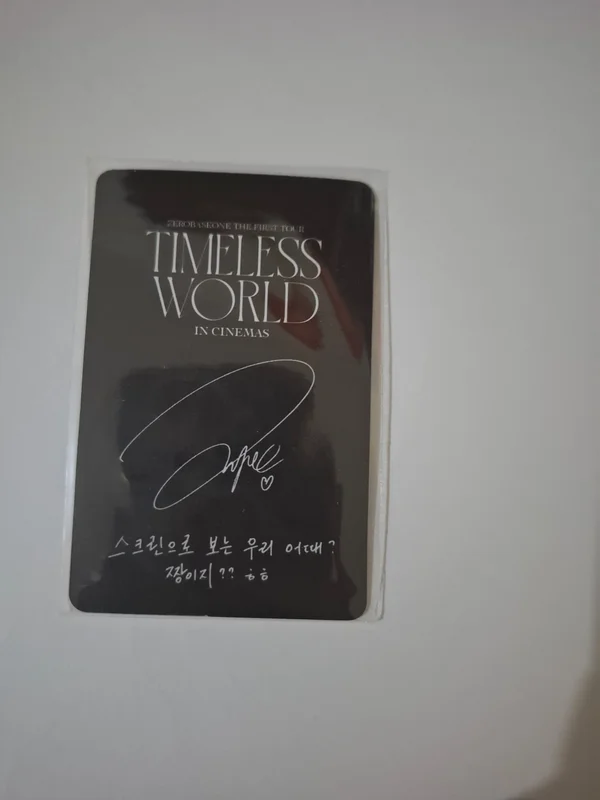 ZEROBASEONE THE FIRST TOUR
TIMELESS
WORLD
IN CINEMAS
스크린으로 보는 우리 어때?
짱이지?? ㅎㅎ